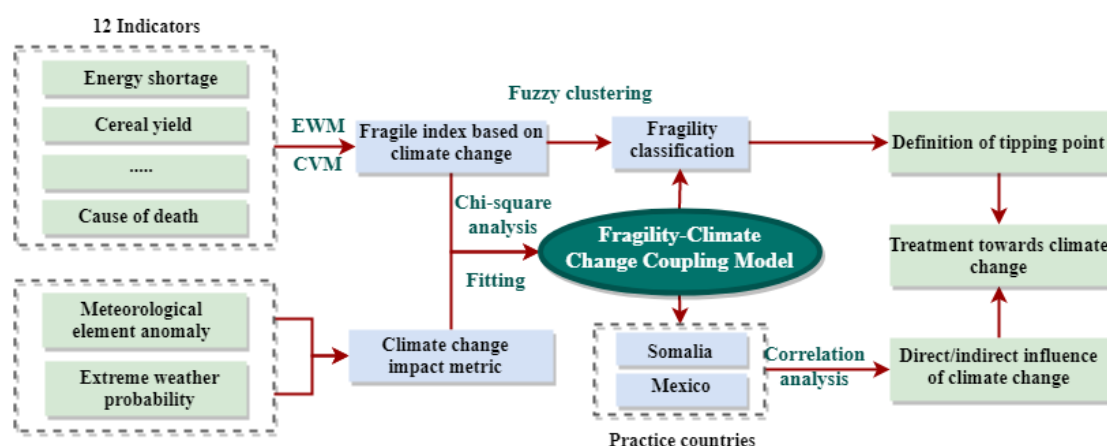 12 Indicators
Energy shortage
Cereal yield
.....
Cause of death
EWM
CVM
Fragile index based on
climate change
Fuzzy clustering
Fragility
classification
Definition of tipping point
Chi-square
analysis
Fitting
Fragility-Climate
Change Coupling Model
Treatment towards climate
change
Meteorological
element anomaly
Extreme weather
probability
Climate change
impact metric
Somalia
Mexico
Practice countries
Correlation
analysis
Direct/indirect influence
of climate change